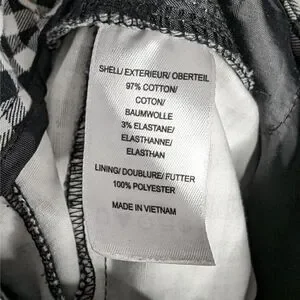 SHELL/ EXTERIEUR/ OBERTEIL
97% COTTON/
COTON/
BAUMWOLLE
3% ELASTANE/
ELASTHANNE/
ELASTHAN
LINING/ DOUBLURE/ FUTTER
100% POLYESTER
MADE IN VIETNAM